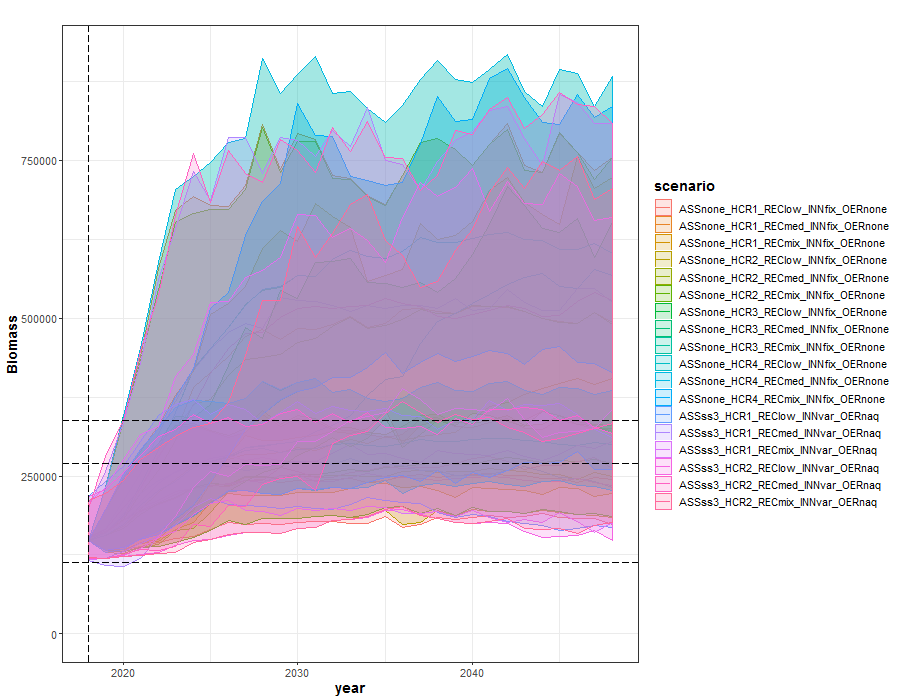 Biomass
750000
500000
250000
0
2020
2030
2040
year
scenario
ASSnone_HCR1_REClow_INNfix_OERnone
ASSnone_HCR1_RECmed_INNfix_OERnone
ASSnone_HCR1_RECmix_INNfix_OERnone
ASSnone_HCR2_REClow_INNfix_OERnone
ASSnone_HCR2_RECmed_INNfix_OERnone
ASSnone_HCR2_RECmix_INNfix_OERnone
ASSnone_HCR3_REClow_INNfix_OERnone
ASSnone_HCR3_RECmed_INNfix_OERnone
ASSnone_HCR3_RECmix_INNfix_OERnone
ASSnone_HCR4_REClow_INNfix_OERnone
ASSnone_HCR4_RECmed_INNfix_OERnone
ASSnone_HCR4_RECmix_INNfix_OERnone
ASSss3_HCR1_REClow_INNvar_OERnaq
ASSss3_HCR1_RECmed_INNvar_OERnaq
ASSss3_HCR1_RECmix_INNvar_OERnaq
ASSss3_HCR2_REClow_INNvar_OERnaq
ASSss3_HCR2_RECmed_INNvar_OERnaq
ASSss3_HCR2_RECmix_INNvar_OERnaq